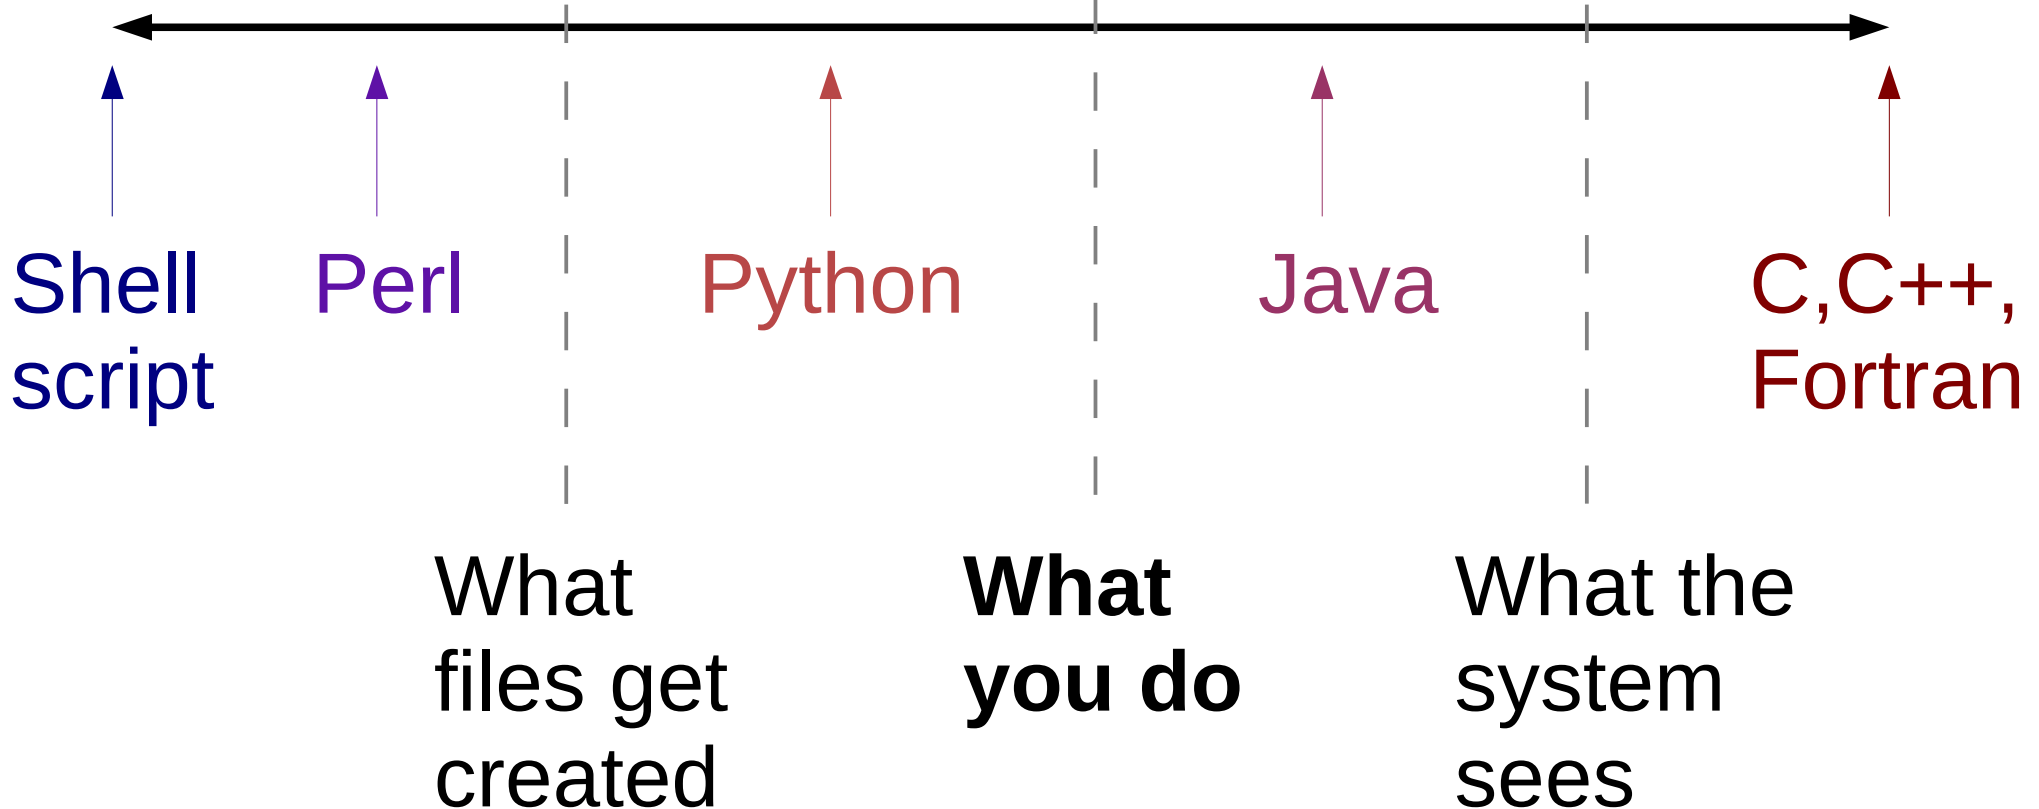 Shell
script
Perl
Python
Java
C,C++,
Fortran
What
files get
created
What
you do
What the
system
sees